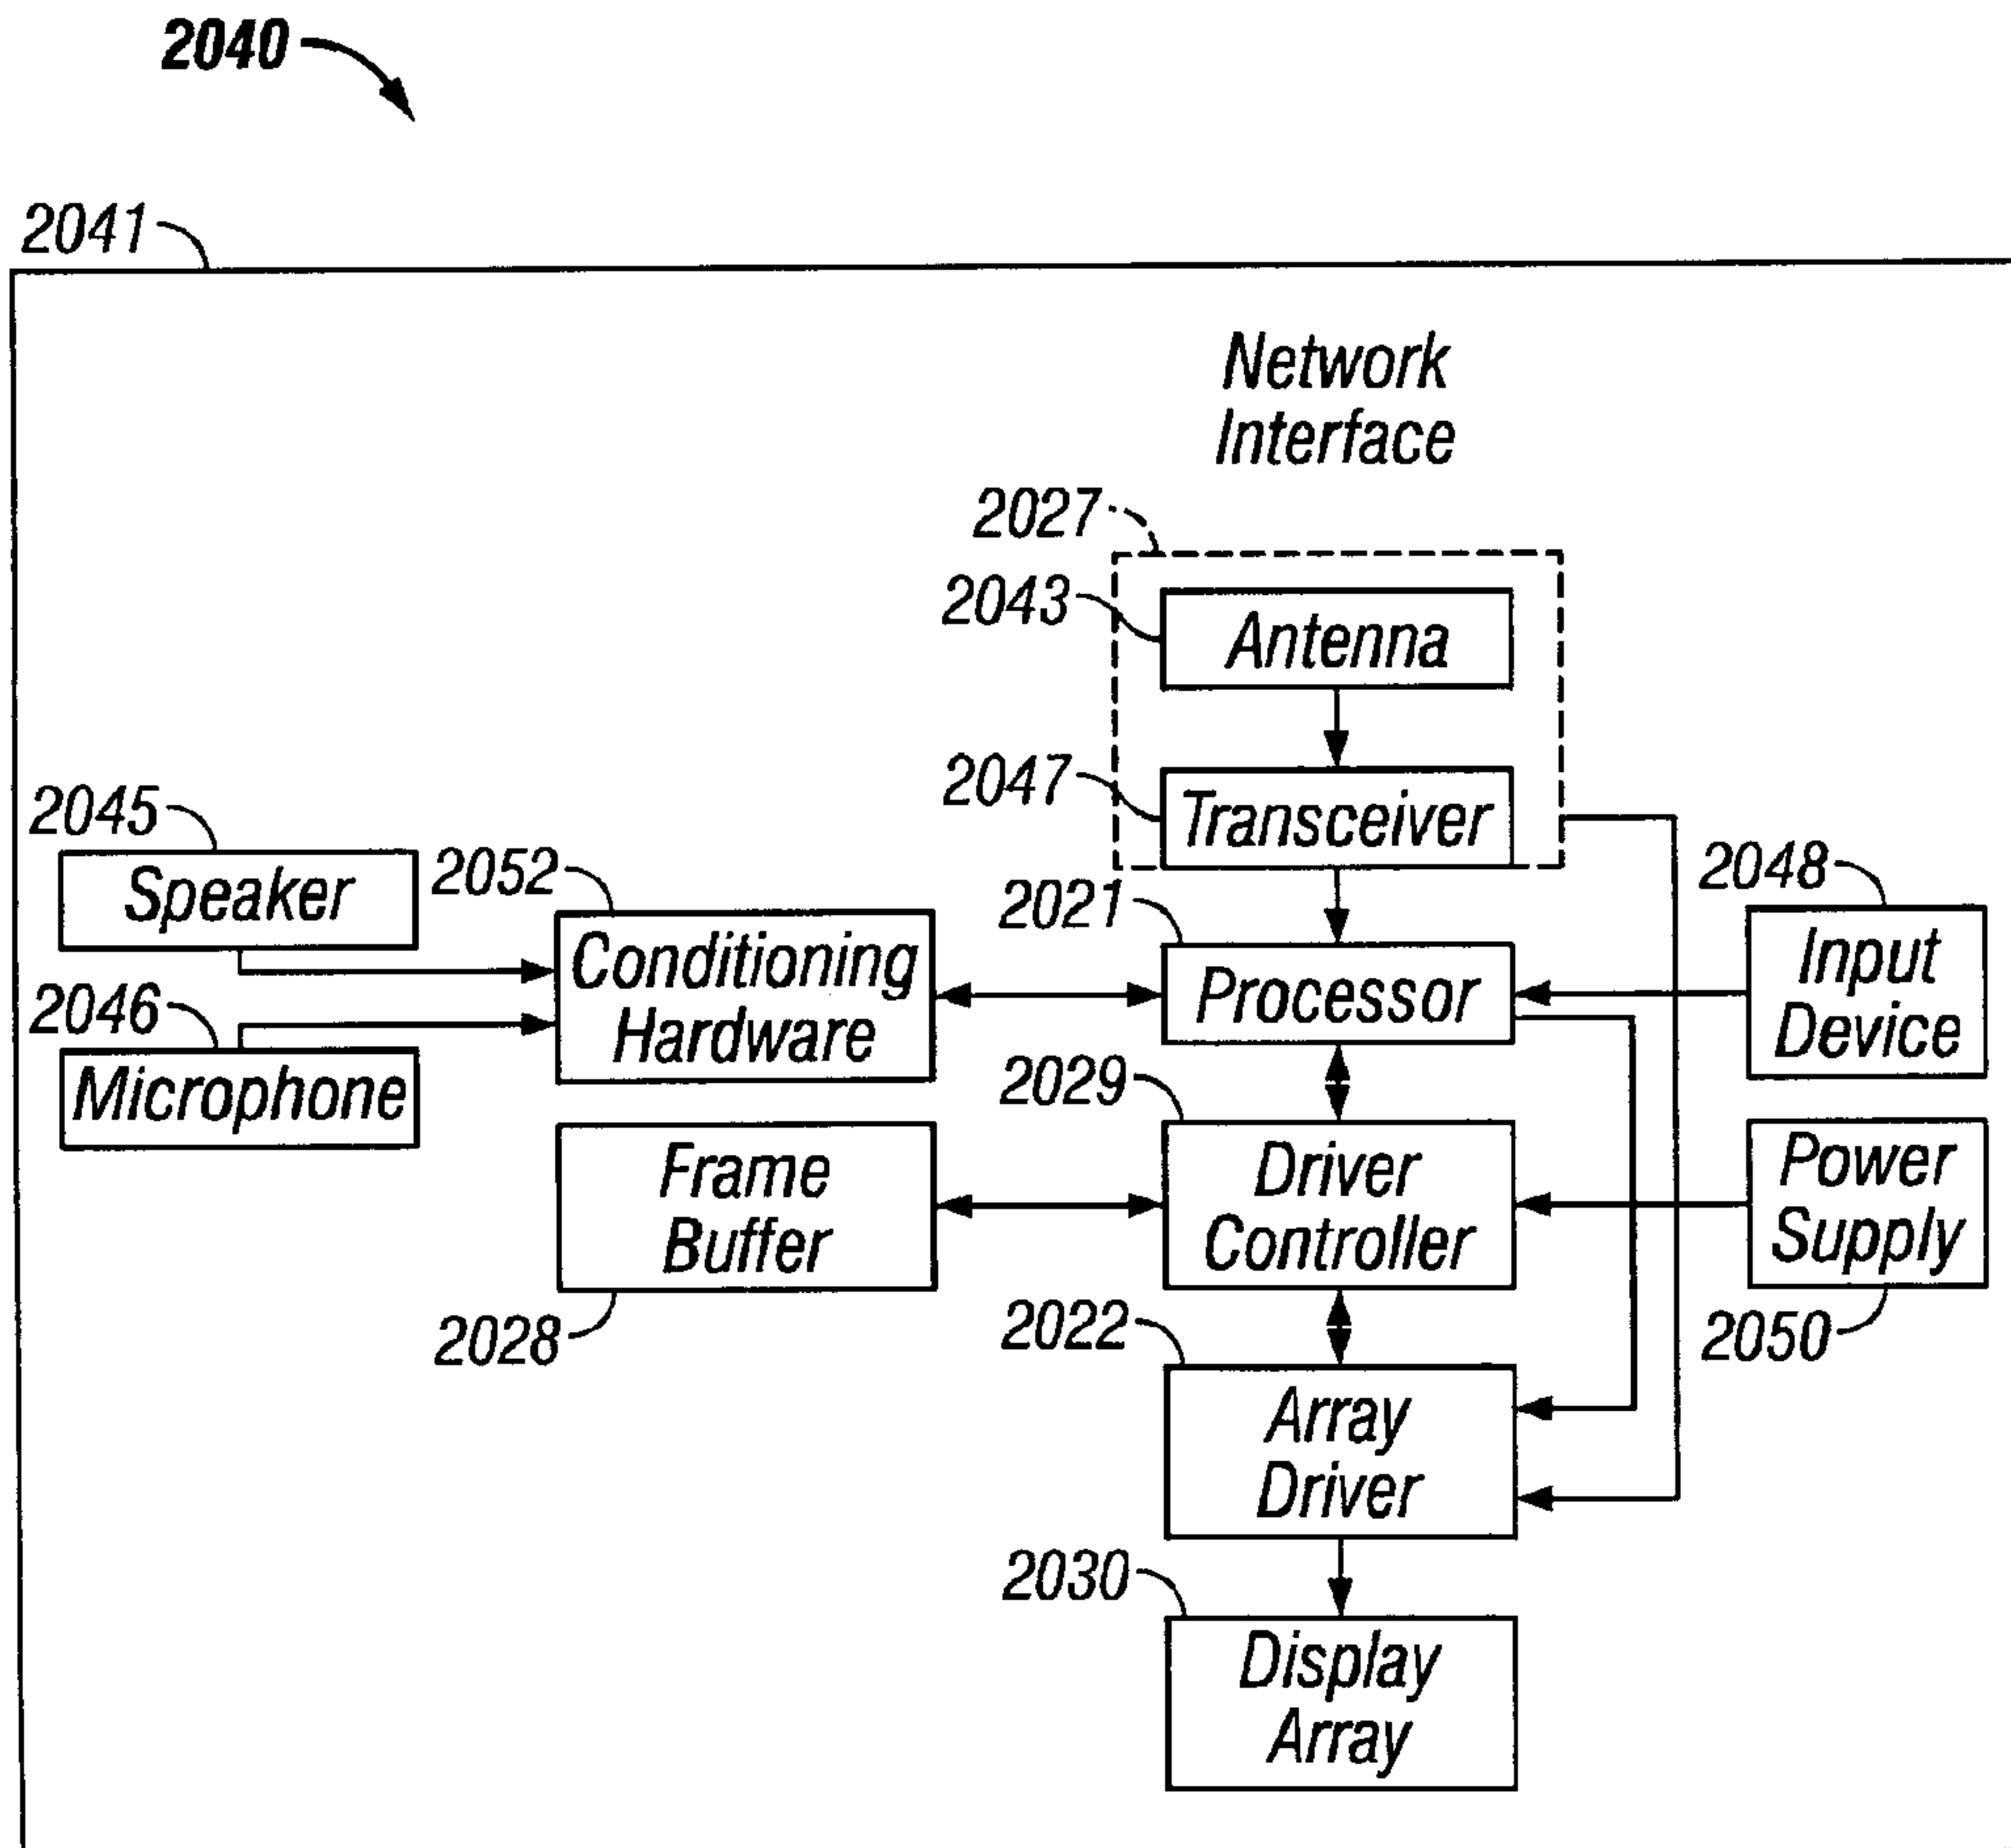 2040
2041
Network
Interface
2027
2043
Antenna
2047
Transceiver
2045
Speaker
2052
Conditioning
Hardware
2046
Microphone
2021
Processor
2048
Input
Device
2029
Driver
Controller
Frame
Buffer
2028
Power
Supply
2050
2022
Array
Driver
2030
Display
Array